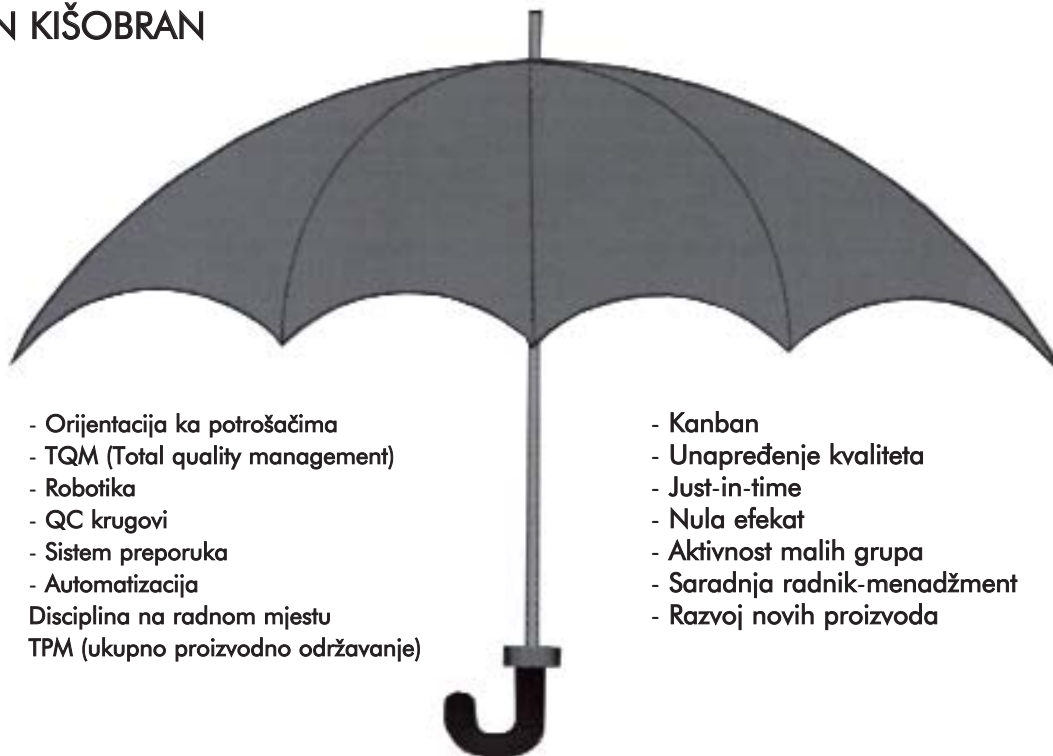 N KIŠOBRAN
- Orijentacija ka potrošačima
- TQM (Total quality management)
- Robotika
- QC krugovi
- Sistem preporuka
- Automatizacija
Disciplina na radnom mjestu
TPM (ukupno proizvodno održavanje)
- Kanban
- Unapređenje kvaliteta
- Just-in-time
- Nula efekat
- Aktivnost malih grupa
- Saradnja radnik-menadžment
- Razvoj novih proizvoda